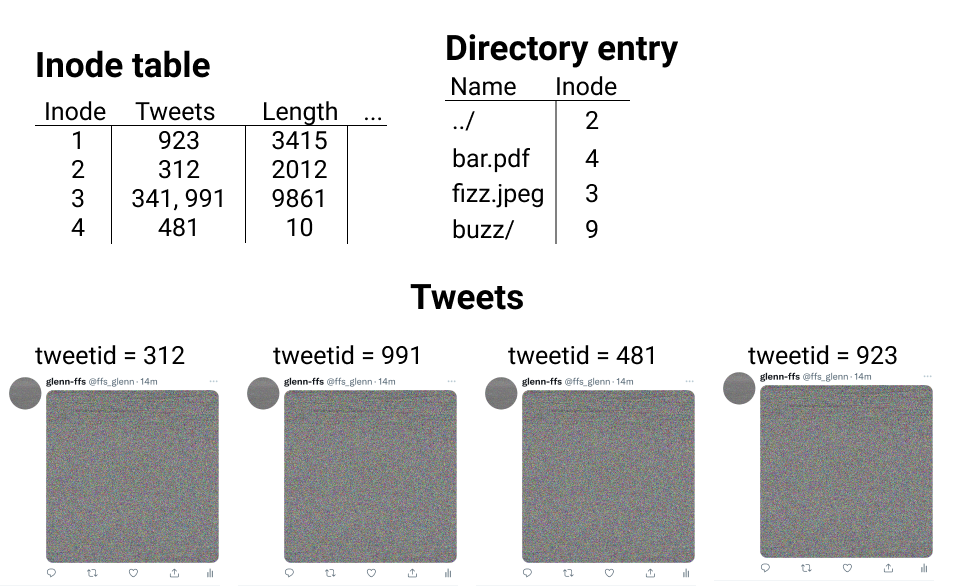 Inode table
Inode Tweets Length ...
1 923 3415
2 312 2012
3 341, 991 9861
4 481 10
Directory entry
Name Inode
../ 2
bar.pdf 4
fizz.jpeg 3
buzz/ 9
Tweets
tweetid = 312
glenn-ffs @ffs_glenn · 14m ...
tweetid = 991
glenn-ffs @ffs_glenn · 14m ...
tweetid = 481
glenn-ffs @ffs_glenn · 14m ...
tweetid = 923
glenn-ffs @ffs_glenn · 14m ...